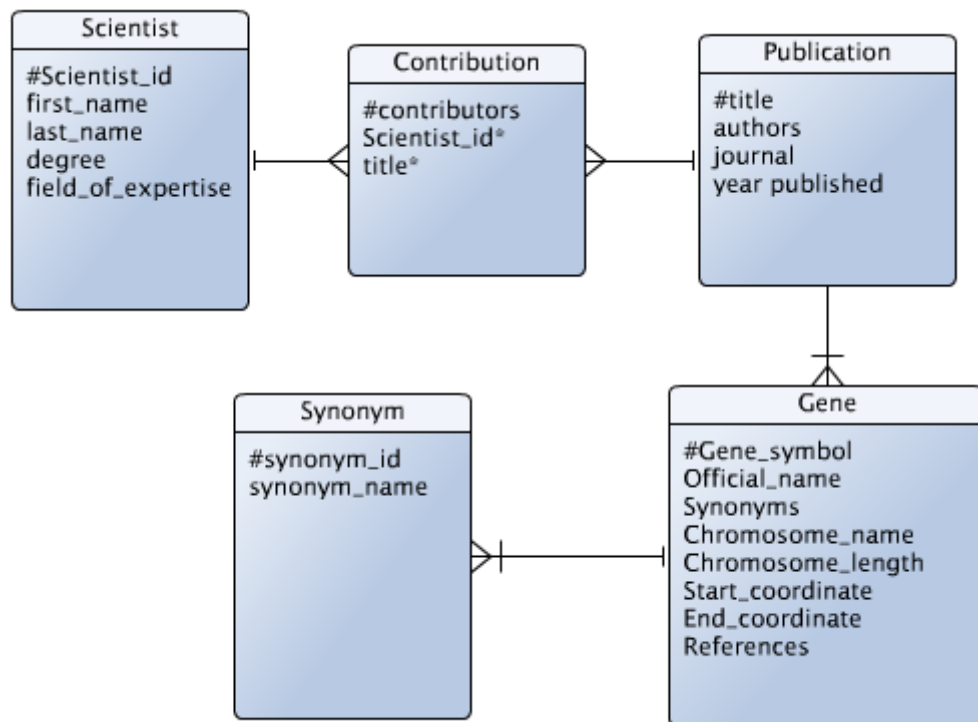 Scientist
#Scientist_id
first_name
last_name
degree
field_of_expertise
Contribution
#contributors
Scientist_id*
title*
Publication
#title
authors
journal
year published
Synonym
#synonym_id
synonym_name
Gene
#Gene_symbol
Official_name
Synonyms
Chromosome_name
Chromosome_length
Start_coordinate
End_coordinate
References